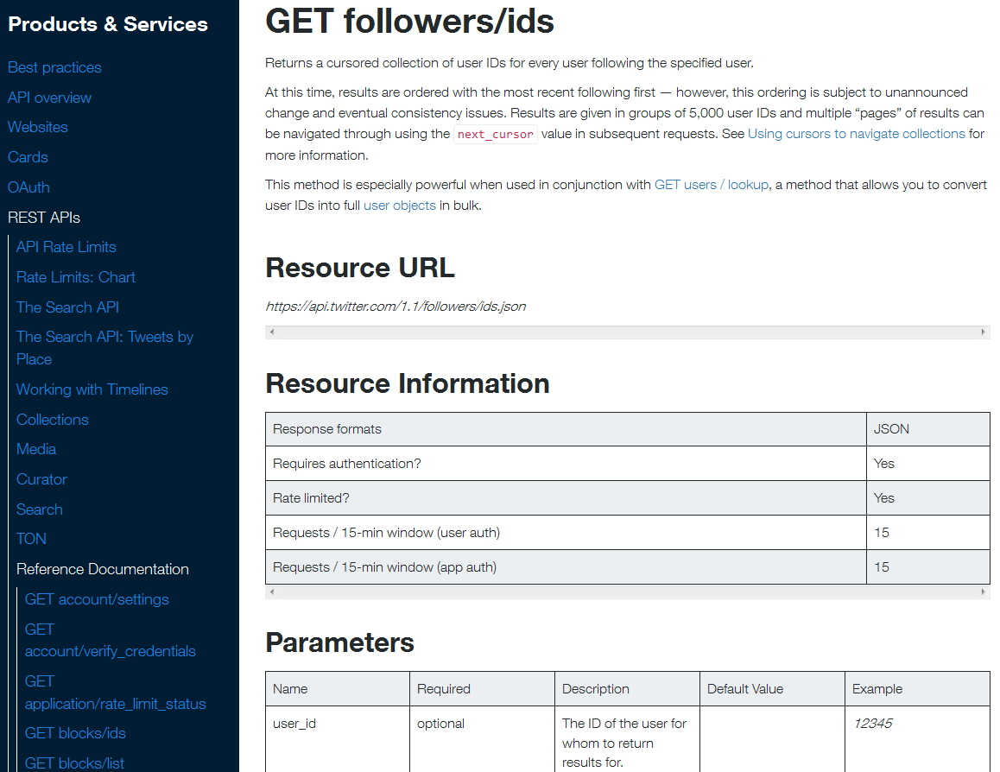 Products & Services
Best practices
API overview
Websites
Cards
OAuth
REST APIs
API Rate Limits
Rate Limits: Chart
The Search API
The Search API: Tweets by
Place
Working with Timelines
Collections
Media
Curator
Search
TON
Reference Documentation
GET account/settings
GET
account/verify_credentials
GET
application/rate_limit_status
GET blocks/ids
GET blocks/list
GET followers/ids
Returns a cursored collection of user IDs for every user following the specified user.
At this time, results are ordered with the most recent following first — however, this ordering is subject to unannounced
change and eventual consistency issues. Results are given in groups of 5,000 user IDs and multiple “pages” of results can
be navigated through using the next_cursor value in subsequent requests. See Using cursors to navigate collections for
more information.
This method is especially powerful when used in conjunction with GET users / lookup, a method that allows you to convert
user IDs into full user objects in bulk.
Resource URL
https://api.twitter.com/1.1/followers/ids.json
Resource Information
Response formats JSON
Requires authentication? Yes
Rate limited? Yes
Requests / 15-min window (user auth) 15
Requests / 15-min window (app auth) 15
Parameters
Name Required Description Default Value Example
user_id optional The ID of the user for 12345
whom to return
results for.